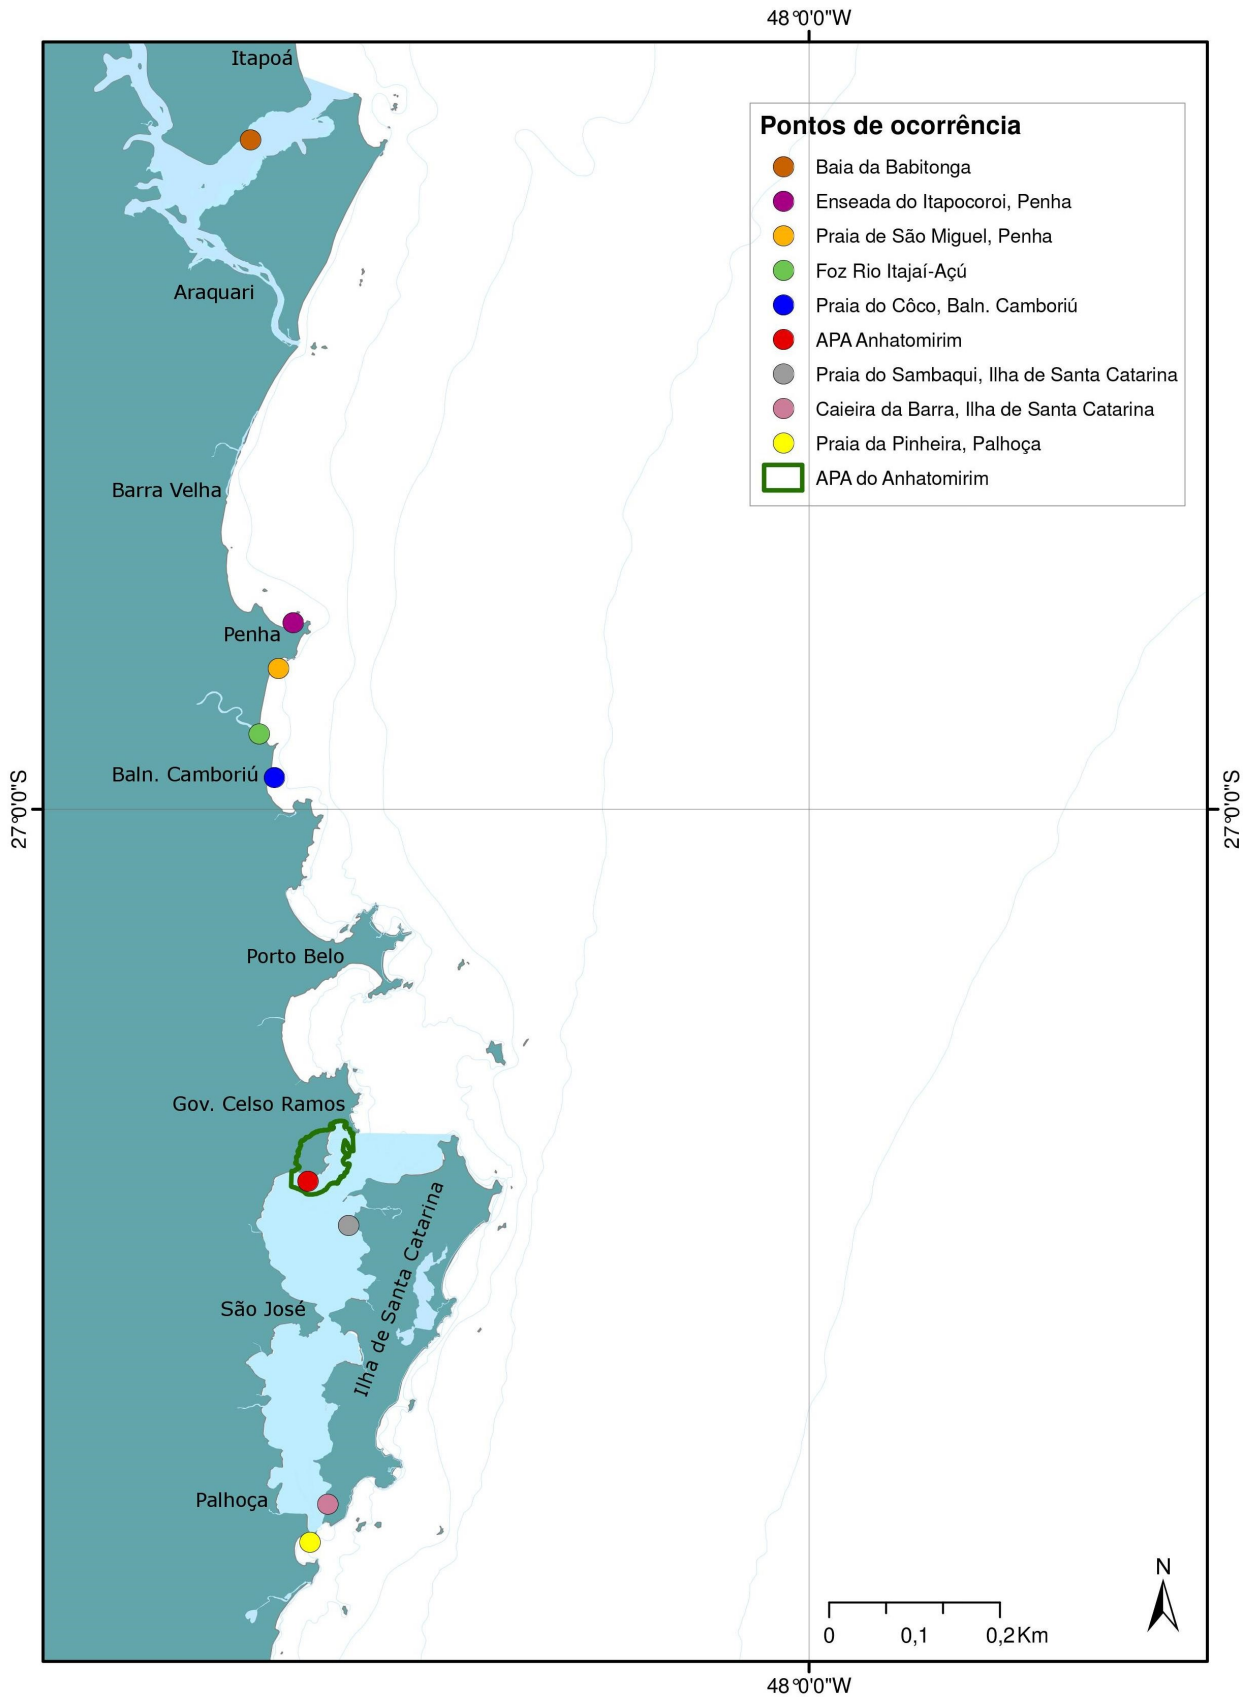 48°0'0"W
Itapoá
Pontos de ocorrência
Baia da Babitonga
Enseada do Itapocoroi, Penha
Praia de São Miguel, Penha
Foz Rio Itajaí-Açú
Praia do Côco, Baln. Camboriú
APA Anhatomirim
Praia do Sambaqui, Ilha de Santa Catarina
Caieira da Barra, Ilha de Santa Catarina
Praia da Pinheira, Palhoça
APA do Anhatomirim
Araquari
Barra Velha
Penha
Baln. Camboriú
27°0'0"S
27°0'0"S
Porto Belo
Gov. Celso Ramos
Ilha de Santa Catarina
São José
Palhoça
N
0 0,1 0,2Km
48°0'0"W